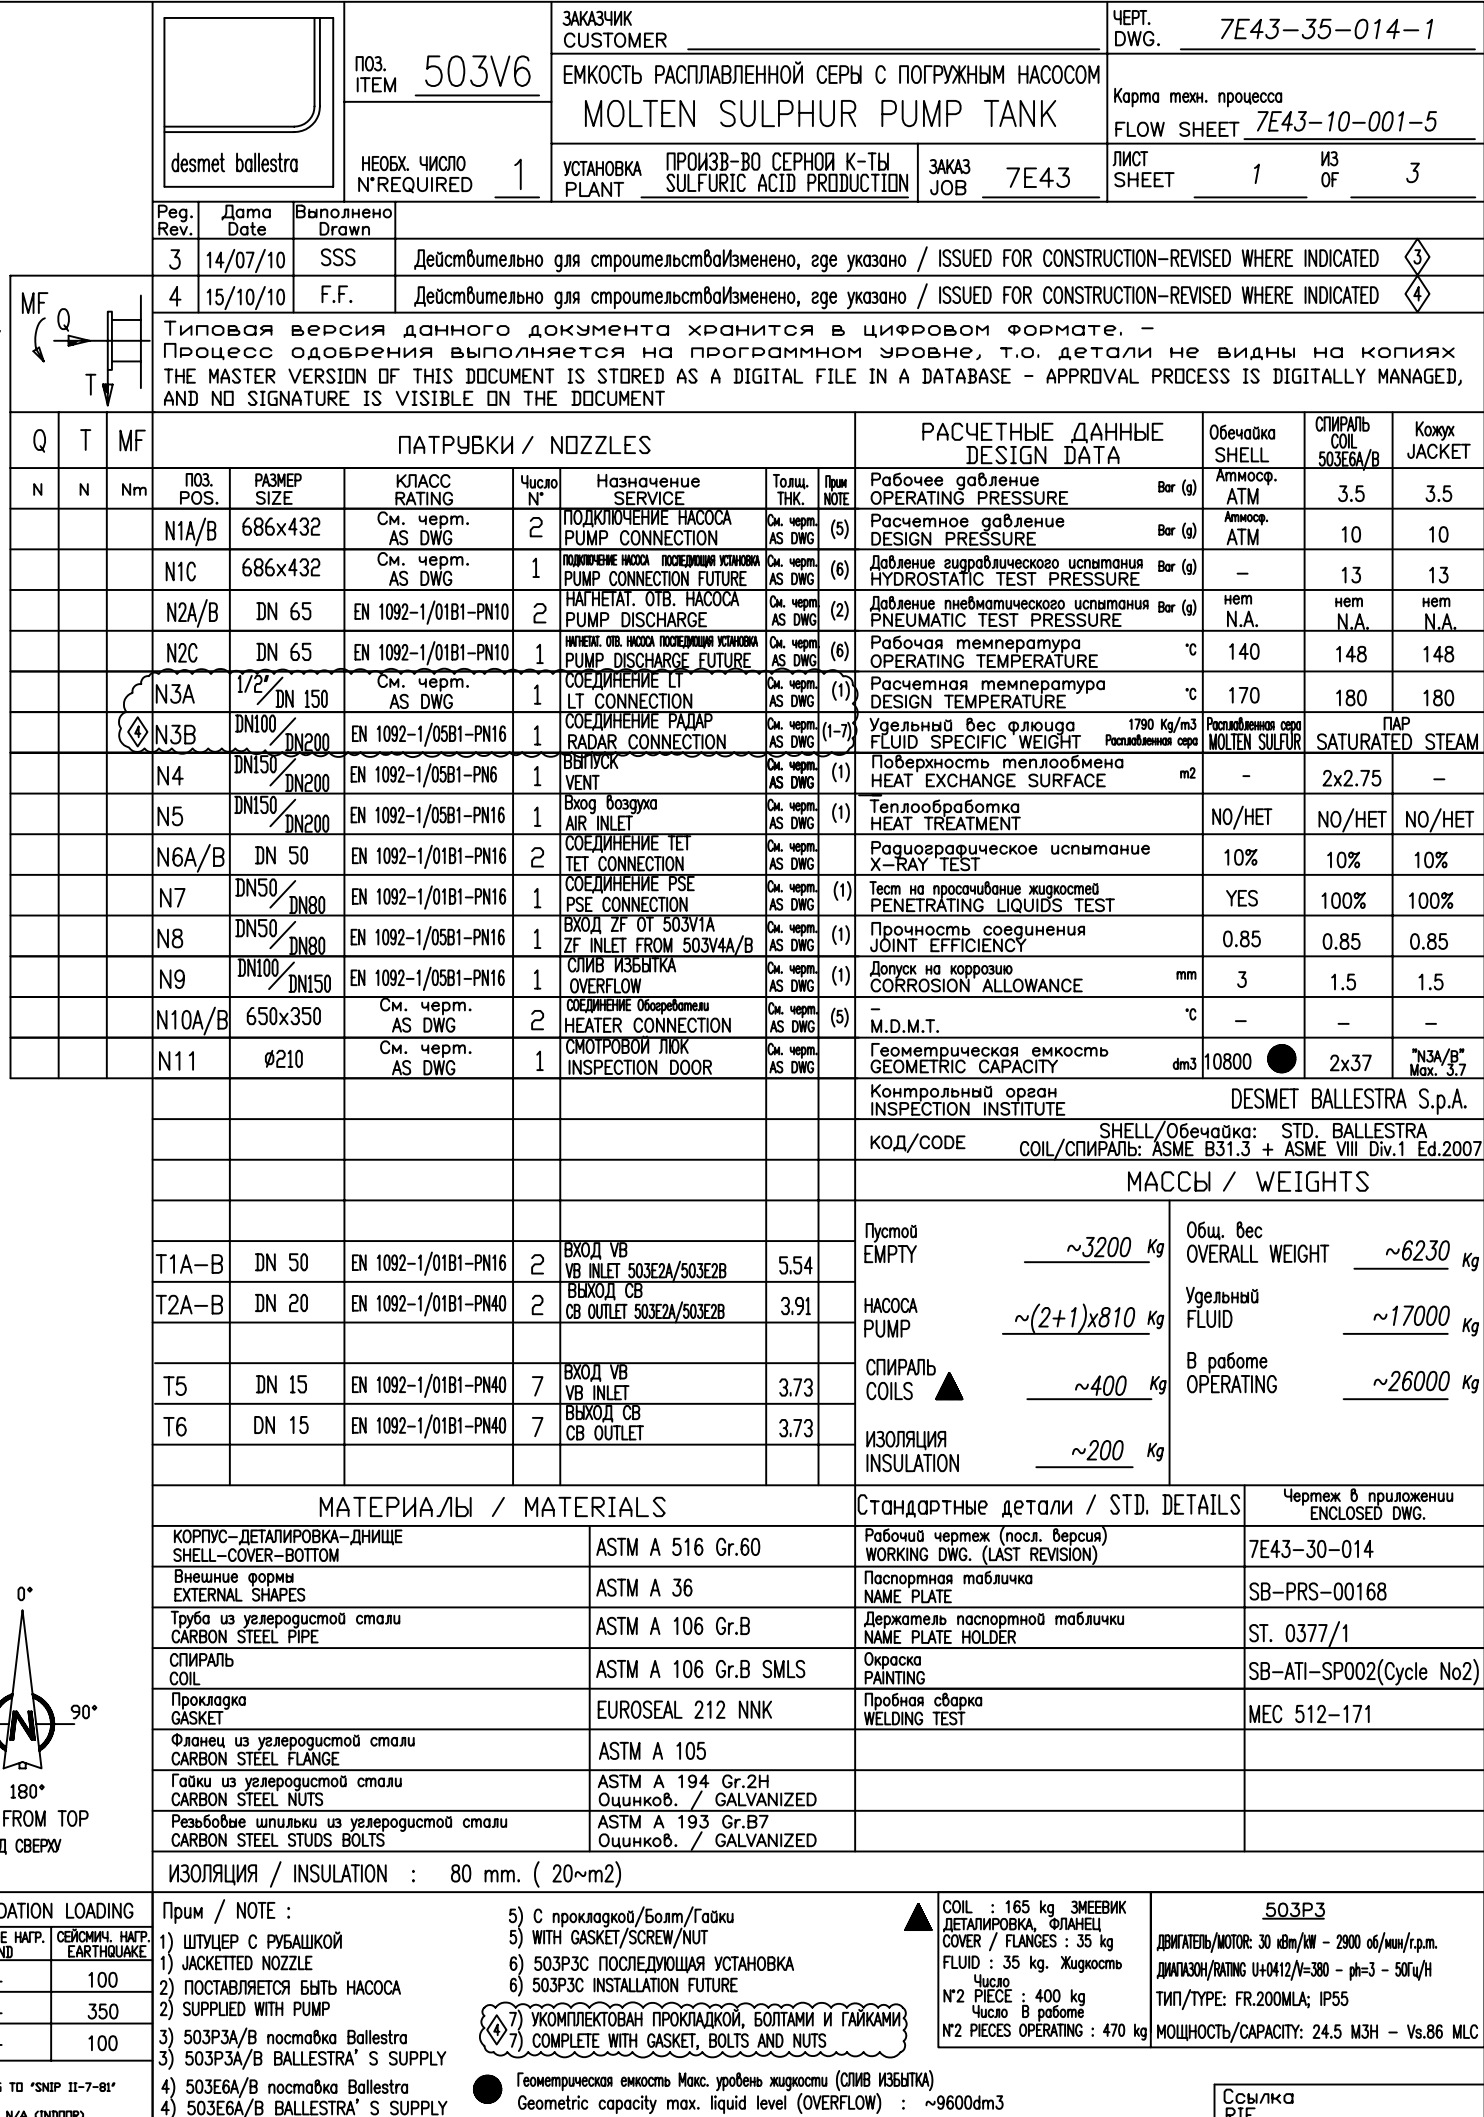 desmet ballestra
ПОЗ.
ITEM 503V6
НЕОБХ. ЧИСЛО
N°REQUIRED 1
ЗАКАЗЧИК
CUSTOMER
ЕМКОСТЬ РАСПЛАВЛЕННОЙ СЕРЫ С ПОГРУЖНЫМ НАСОСОМ
MOLTEN SULPHUR PUMP TANK
УСТАНОВКА ПРОИЗВ-ВО СЕРНОЙ К-ТЫ
PLANT SULFURIC ACID PRODUCTION
ЗАКАЗ
JOB 7E43
ЧЕРТ.
DWG. 7E43-35-014-1
Карта техн. процесса
FLOW SHEET 7E43-10-001-5
ЛИСТ ИЗ
SHEET 1 OF 3
Рег. Дата Выполнено
Rev. Date Drawn
3 14/07/10 SSS Действительно для строительстваИзменено, где указано / ISSUED FOR CONSTRUCTION-REVISED WHERE INDICATED 3
4 15/10/10 F.F. Действительно для строительстваИзменено, где указано / ISSUED FOR CONSTRUCTION-REVISED WHERE INDICATED 4
MF Q T
Типовая версия данного документа хранится в цифровом формате. -
Процесс одобрения выполняется на программном уровне, т.о. детали не видны на копиях
THE MASTER VERSION OF THIS DOCUMENT IS STORED AS A DIGITAL FILE IN A DATABASE - APPROVAL PROCESS IS DIGITALLY MANAGED,
AND NO SIGNATURE IS VISIBLE ON THE DOCUMENT
Q T MF
N N Nm
ПАТРУБКИ / NOZZLES
ПОЗ. РАЗМЕР КЛАСС Число Назначение Толщ. Прим
POS. SIZE RATING N° SERVICE THK. NOTE
N1A/B 686x432 См. черт. AS DWG 2 ПОДКЛЮЧЕНИЕ НАСОСА PUMP CONNECTION См. черт. AS DWG (5)
N1C 686x432 См. черт. AS DWG 1 ПОДКЛЮЧЕНИЕ НАСОСА ПОСЛЕДУЮЩАЯ УСТАНОВКА PUMP CONNECTION FUTURE См. черт. AS DWG (6)
N2A/B DN 65 EN 1092-1/01B1-PN10 2 НАГНЕТАТ. ОТВ. НАСОСА PUMP DISCHARGE См. черт. AS DWG (2)
N2C DN 65 EN 1092-1/01B1-PN10 1 НАГНЕТАТ. ОТВ. НАСОСА ПОСЛЕДУЮЩАЯ УСТАНОВКА PUMP DISCHARGE FUTURE См. черт. AS DWG (6)
N3A 1/2"/DN 150 См. черт. AS DWG 1 СОЕДИНЕНИЕ LT LT CONNECTION См. черт. AS DWG (1)
4 N3B DN100/DN200 EN 1092-1/05B1-PN16 1 СОЕДИНЕНИЕ РАДАР RADAR CONNECTION См. черт. AS DWG (1-7)
N4 DN150/DN200 EN 1092-1/05B1-PN6 1 ВЫПУСК VENT См. черт. AS DWG (1)
N5 DN150/DN200 EN 1092-1/05B1-PN16 1 Вход воздуха AIR INLET См. черт. AS DWG (1)
N6A/B DN 50 EN 1092-1/01B1-PN16 2 СОЕДИНЕНИЕ TET TET CONNECTION См. черт. AS DWG
N7 DN50/DN80 EN 1092-1/01B1-PN16 1 СОЕДИНЕНИЕ PSE PSE CONNECTION См. черт. AS DWG (1)
N8 DN50/DN80 EN 1092-1/05B1-PN16 1 ВХОД ZF ОТ 503V1A ZF INLET FROM 503V4A/B См. черт. AS DWG (1)
N9 DN100/DN150 EN 1092-1/05B1-PN16 1 СЛИВ ИЗБЫТКА OVERFLOW См. черт. AS DWG (1)
N10A/B 650x350 См. черт. AS DWG 2 СОЕДИНЕНИЕ Обогреватели HEATER CONNECTION См. черт. AS DWG (5)
N11 ø210 См. черт. AS DWG 1 СМОТРОВОЙ ЛЮК INSPECTION DOOR См. черт. AS DWG
T1A-B DN 50 EN 1092-1/01B1-PN16 2 ВХОД VB VB INLET 503E2A/503E2B 5.54
T2A-B DN 20 EN 1092-1/01B1-PN40 2 ВЫХОД CB CB OUTLET 503E2A/503E2B 3.91
T5 DN 15 EN 1092-1/01B1-PN40 7 ВХОД VB VB INLET 3.73
T6 DN 15 EN 1092-1/01B1-PN40 7 ВЫХОД CB CB OUTLET 3.73
РАСЧЕТНЫЕ ДАННЫЕ Обечайка СПИРАЛЬ Кожух
DESIGN DATA SHELL COIL 503E6A/B JACKET
Рабочее давление Атмосф.
OPERATING PRESSURE Bar (g) ATM 3.5 3.5
Расчетное давление Атмосф.
DESIGN PRESSURE Bar (g) ATM 10 10
Давление гидравлического испытания
HYDROSTATIC TEST PRESSURE Bar (g) - 13 13
Давление пневматического испытания Bar (g) нет нет нет
PNEUMATIC TEST PRESSURE N.A. N.A. N.A.
Рабочая температура
OPERATING TEMPERATURE °C 140 148 148
Расчетная температура
DESIGN TEMPERATURE °C 170 180 180
Удельный вес флюида 1790 Kg/m3 Расплавленная сера ПАР
FLUID SPECIFIC WEIGHT Расплавленная сера MOLTEN SULFUR SATURATED STEAM
Поверхность теплообмена
HEAT EXCHANGE SURFACE m2 - 2x2.75 -
Теплообработка
HEAT TREATMENT NO/НЕТ NO/НЕТ NO/НЕТ
Радиографическое испытание
X-RAY TEST 10% 10% 10%
Тест на просачивание жидкостей
PENETRATING LIQUIDS TEST YES 100% 100%
Прочность соединения
JOINT EFFICIENCY 0.85 0.85 0.85
Допуск на коррозию
CORROSION ALLOWANCE mm 3 1.5 1.5
-
M.D.M.T. °C - - -
Геометрическая емкость
GEOMETRIC CAPACITY dm3 10800 2x37 "N3A/B" Max. 3.7
Контрольный орган
INSPECTION INSTITUTE DESMET BALLESTRA S.p.A.
КОД/CODE SHELL/Обечайка: STD. BALLESTRA
COIL/СПИРАЛЬ: ASME B31.3 + ASME VIII Div.1 Ed.2007
МАССЫ / WEIGHTS
Пустой
EMPTY ~3200 Kg
НАСОСА
PUMP ~(2+1)x810 Kg
СПИРАЛЬ
COILS ~400 Kg
ИЗОЛЯЦИЯ
INSULATION ~200 Kg
Общ. вес
OVERALL WEIGHT ~6230 Kg
Удельный
FLUID ~17000 Kg
В работе
OPERATING ~26000 Kg
МАТЕРИАЛЫ / MATERIALS
КОРПУС-ДЕТАЛИРОВКА-ДНИЩЕ
SHELL-COVER-BOTTOM ASTM A 516 Gr.60
Внешние формы
EXTERNAL SHAPES ASTM A 36
Труба из углеродистой стали
CARBON STEEL PIPE ASTM A 106 Gr.B
СПИРАЛЬ
COIL ASTM A 106 Gr.B SMLS
Прокладка
GASKET EUROSEAL 212 NNK
Фланец из углеродистой стали
CARBON STEEL FLANGE ASTM A 105
Гайки из углеродистой стали ASTM A 194 Gr.2H
CARBON STEEL NUTS Оцинков. / GALVANIZED
Резьбовые шпильки из углеродистой стали ASTM A 193 Gr.B7
CARBON STEEL STUDS BOLTS Оцинков. / GALVANIZED
Стандартные детали / STD. DETAILS Чертеж в приложении
ENCLOSED DWG.
Рабочий чертеж (посл. версия)
WORKING DWG. (LAST REVISION) 7E43-30-014
Паспортная табличка
NAME PLATE SB-PRS-00168
Держатель паспортной таблички
NAME PLATE HOLDER ST. 0377/1
Окраска
PAINTING SB-ATI-SP002(Cycle No2)
Пробная сварка
WELDING TEST MEC 512-171
ИЗОЛЯЦИЯ / INSULATION : 80 mm. ( 20~m2)
0°
N 90°
180°
FROM TOP
Д СВЕРХУ
DATION LOADING
Е НАГР. СЕЙСМИЧ. НАГР.
ND EARTHQUAKE
- 100
- 350
- 100
G TO "SNIP II-7-81"
N/A (INDOOR)
Прим / NOTE :
1) ШТУЦЕР С РУБАШКОЙ
1) JACKETTED NOZZLE
2) ПОСТАВЛЯЕТСЯ БЫТЬ НАСОСА
2) SUPPLIED WITH PUMP
3) 503P3A/B поставка Ballestra
3) 503P3A/B BALLESTRA' S SUPPLY
4) 503E6A/B поставка Ballestra
4) 503E6A/B BALLESTRA' S SUPPLY
5) С прокладкой/Болт/Гайки
5) WITH GASKET/SCREW/NUT
6) 503P3C ПОСЛЕДУЮЩАЯ УСТАНОВКА
6) 503P3C INSTALLATION FUTURE
4 7) УКОМПЛЕКТОВАН ПРОКЛАДКОЙ, БОЛТАМИ И ГАЙКАМИ
7) COMPLETE WITH GASKET, BOLTS AND NUTS
Геометрическая емкость Макс. уровень жидкости (СЛИВ ИЗБЫТКА)
Geometric capacity max. liquid level (OVERFLOW) : ~9600dm3
COIL : 165 kg ЗМЕЕВИК
ДЕТАЛИРОВКА, ФЛАНЕЦ
COVER / FLANGES : 35 kg
FLUID : 35 kg. Жидкость
Число
N°2 PIECE : 400 kg
Число В работе
N°2 PIECES OPERATING : 470 kg
503P3
ДВИГАТЕЛЬ/MOTOR: 30 кВт/kW - 2900 об/мин/r.p.m.
ДИАПАЗОН/RATING U+0412/V=380 - ph=3 - 50Гц/H
ТИП/TYPE: FR.200MLA; IP55
МОЩНОСТЬ/CAPACITY: 24.5 M3H - Vs.86 MLC
Ссылка
RIF.